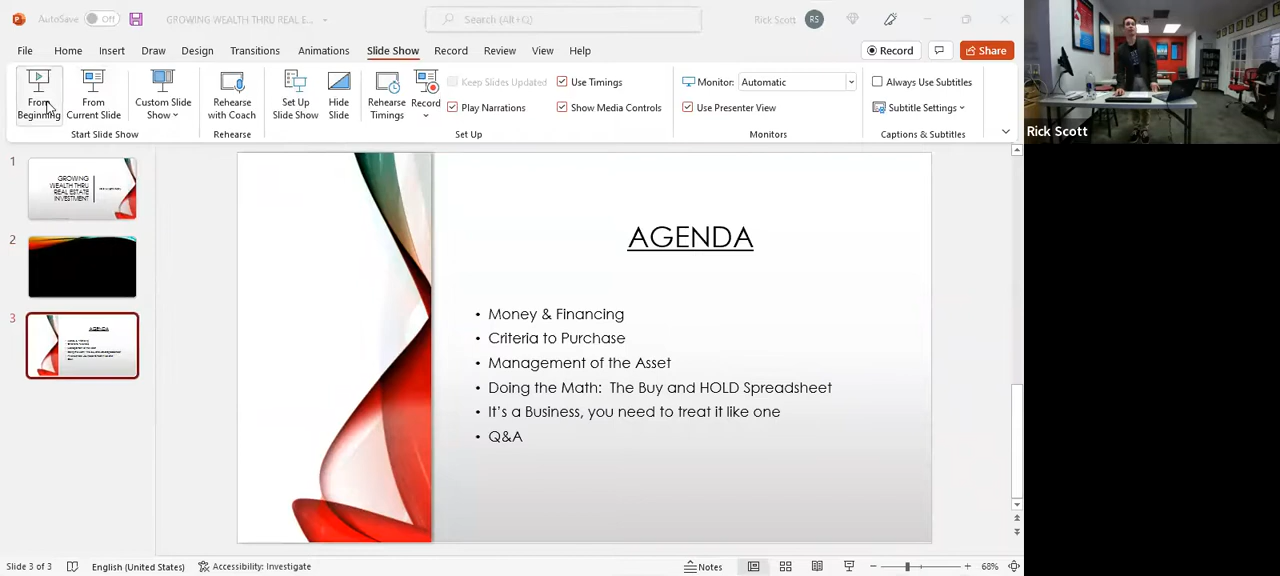 AutoSave Off GROWING WEALTH THRU REAL E... Search (Alt+Q) Rick Scott RS
File Home Insert Draw Design Transitions Animations Slide Show Record Review View Help Record Share
From Beginning
From Current Slide
Custom Slide Show
Rehearse with Coach
Set Up Slide Show
Hide Slide
Rehearse Timings
Record
Keep Slides Updated
Play Narrations
Use Timings
Show Media Controls
Monitor: Automatic
Use Presenter View
Always Use Subtitles
Subtitle Settings
Start Slide Show Rehearse Set Up Monitors Captions & Subtitles
Rick Scott
1
GROWING
WEALTH THRU
REAL ESTATE
INVESTMENT
2
3
AGENDA
AGENDA
• Money & Financing
• Criteria to Purchase
• Management of the Asset
• Doing the Math: The Buy and HOLD Spreadsheet
• It's a Business, you need to treat it like one
• Q&A
Slide 3 of 3 English (United States) Accessibility: Investigate Notes 68%